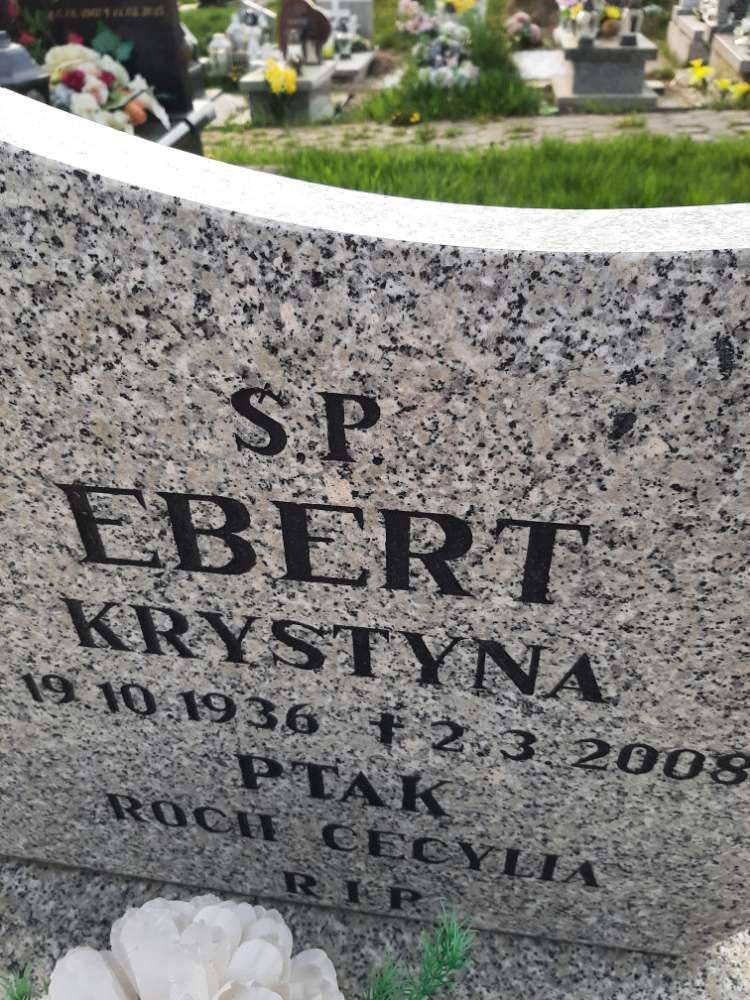 Ś.P.
EBERT
KRYSTYNA
19.10.1936 ✝ 2.3.2008
PTAK
ROCH CECYLIA
R.I.P.